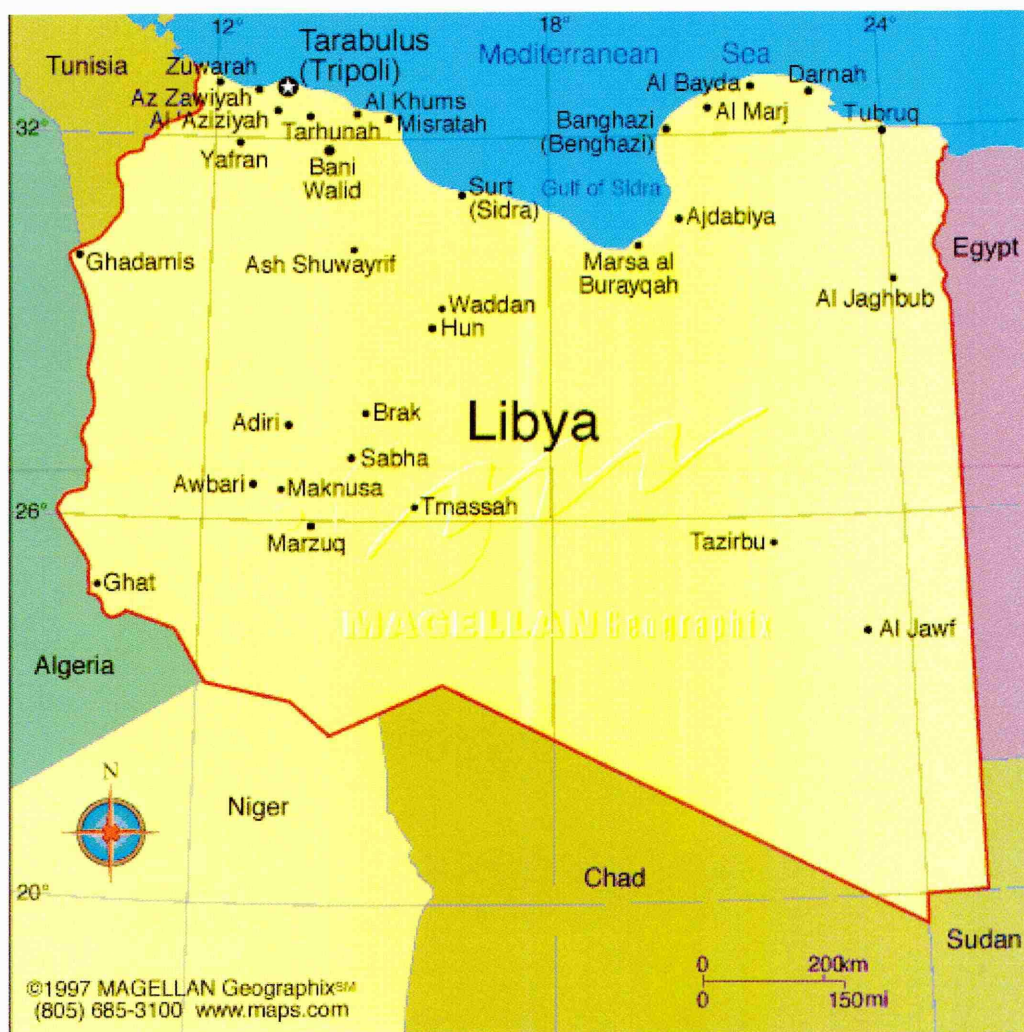 12°
18°
24°
Tunisia
Zuwarah
Tarabulus
(Tripoli)
Mediterranean Sea
Az Zawiyah
Al Khums
Al Bayda
Darnah
Al 'Aziziyah
Tarhunah
Misratah
Banghazi
(Benghazi)
Al Marj
Tubruq
32°
Yafran
Bani
Walid
Surt
(Sidra)
Gulf of Sidra
Ajdabiya
Egypt
Ghadamis
Ash Shuwayrif
Marsa al
Burayqah
Al Jaghbub
Waddan
Hun
Adiri
Brak
Libya
Sabha
Awbari
Maknusa
Tmassah
26°
Marzuq
Tazirbu
Ghat
MAGELLAN Geographix
Al Jawf
Algeria
N
Niger
Chad
20°
Sudan
0 200km
0 150mi
©1997 MAGELLAN Geographix℠
(805) 685-3100 www.maps.com